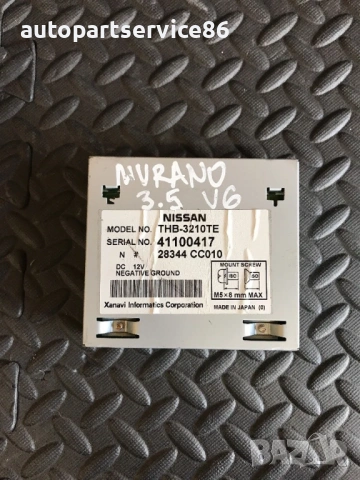 autopartservice86
MURANO
3.5 V6
NISSAN
MODEL NO. THB-3210TE
SERIAL NO. 41100417
N # 28344 CC010
DC 12V
NEGATIVE GROUND
MOUNT SCREW
M5×8 mm MAX
Xanavi Informatics Corporation
MADE IN JAPAN (0)
BAZAR